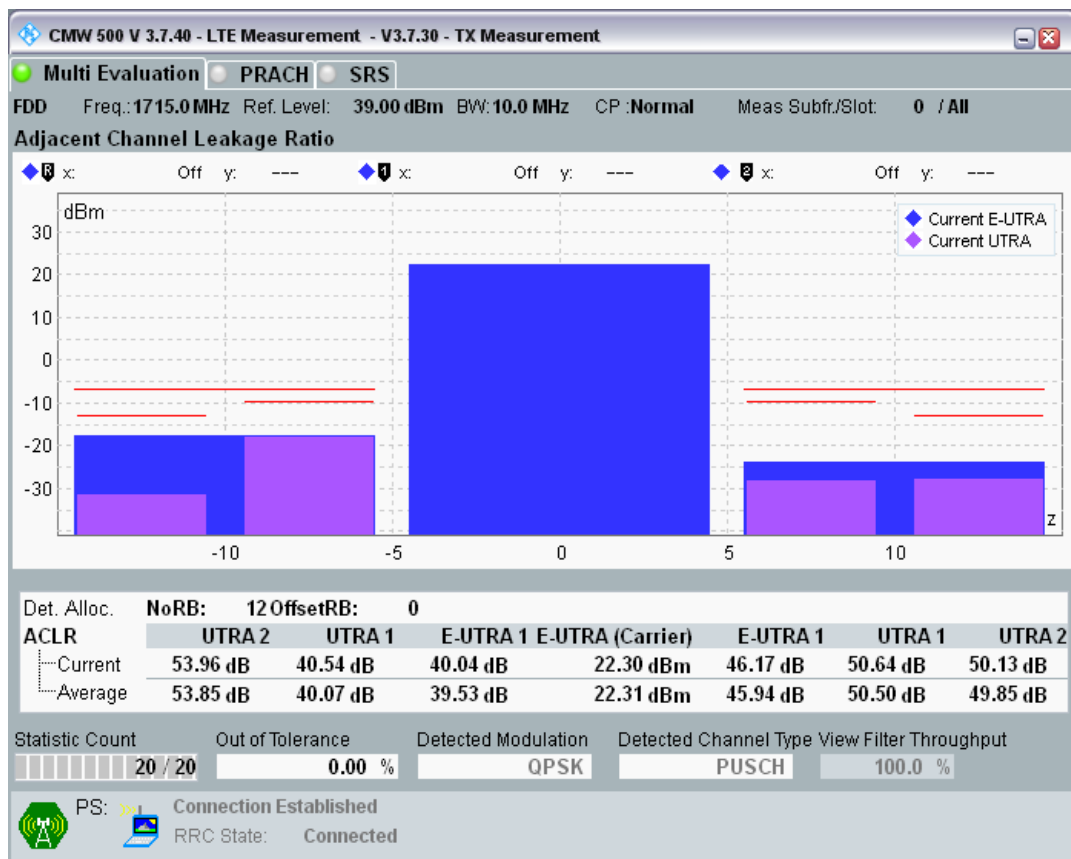 CMW 500 V 3.7.40 - LTE Measurement - V3.7.30 - TX Measurement
Multi Evaluation PRACH SRS
FDD Freq.:1715.0 MHz Ref. Level: 39.00 dBm BW:10.0 MHz CP :Normal Meas Subfr./Slot: 0 / All
Adjacent Channel Leakage Ratio
R x: Off y: --- 1 x: Off y: --- 2 x: Off y: ---
dBm
Current E-UTRA
Current UTRA
30
20
10
0
-10
-20
-30
z
-10 -5 0 5 10
Det. Alloc. NoRB: 12 OffsetRB: 0
ACLR UTRA 2 UTRA 1 E-UTRA 1 E-UTRA (Carrier) E-UTRA 1 UTRA 1 UTRA 2
Current 53.96 dB 40.54 dB 40.04 dB 22.30 dBm 46.17 dB 50.64 dB 50.13 dB
Average 53.85 dB 40.07 dB 39.53 dB 22.31 dBm 45.94 dB 50.50 dB 49.85 dB
Statistic Count Out of Tolerance Detected Modulation Detected Channel Type View Filter Throughput
20 / 20 0.00 % QPSK PUSCH 100.0 %
PS: Connection Established
RRC State: Connected